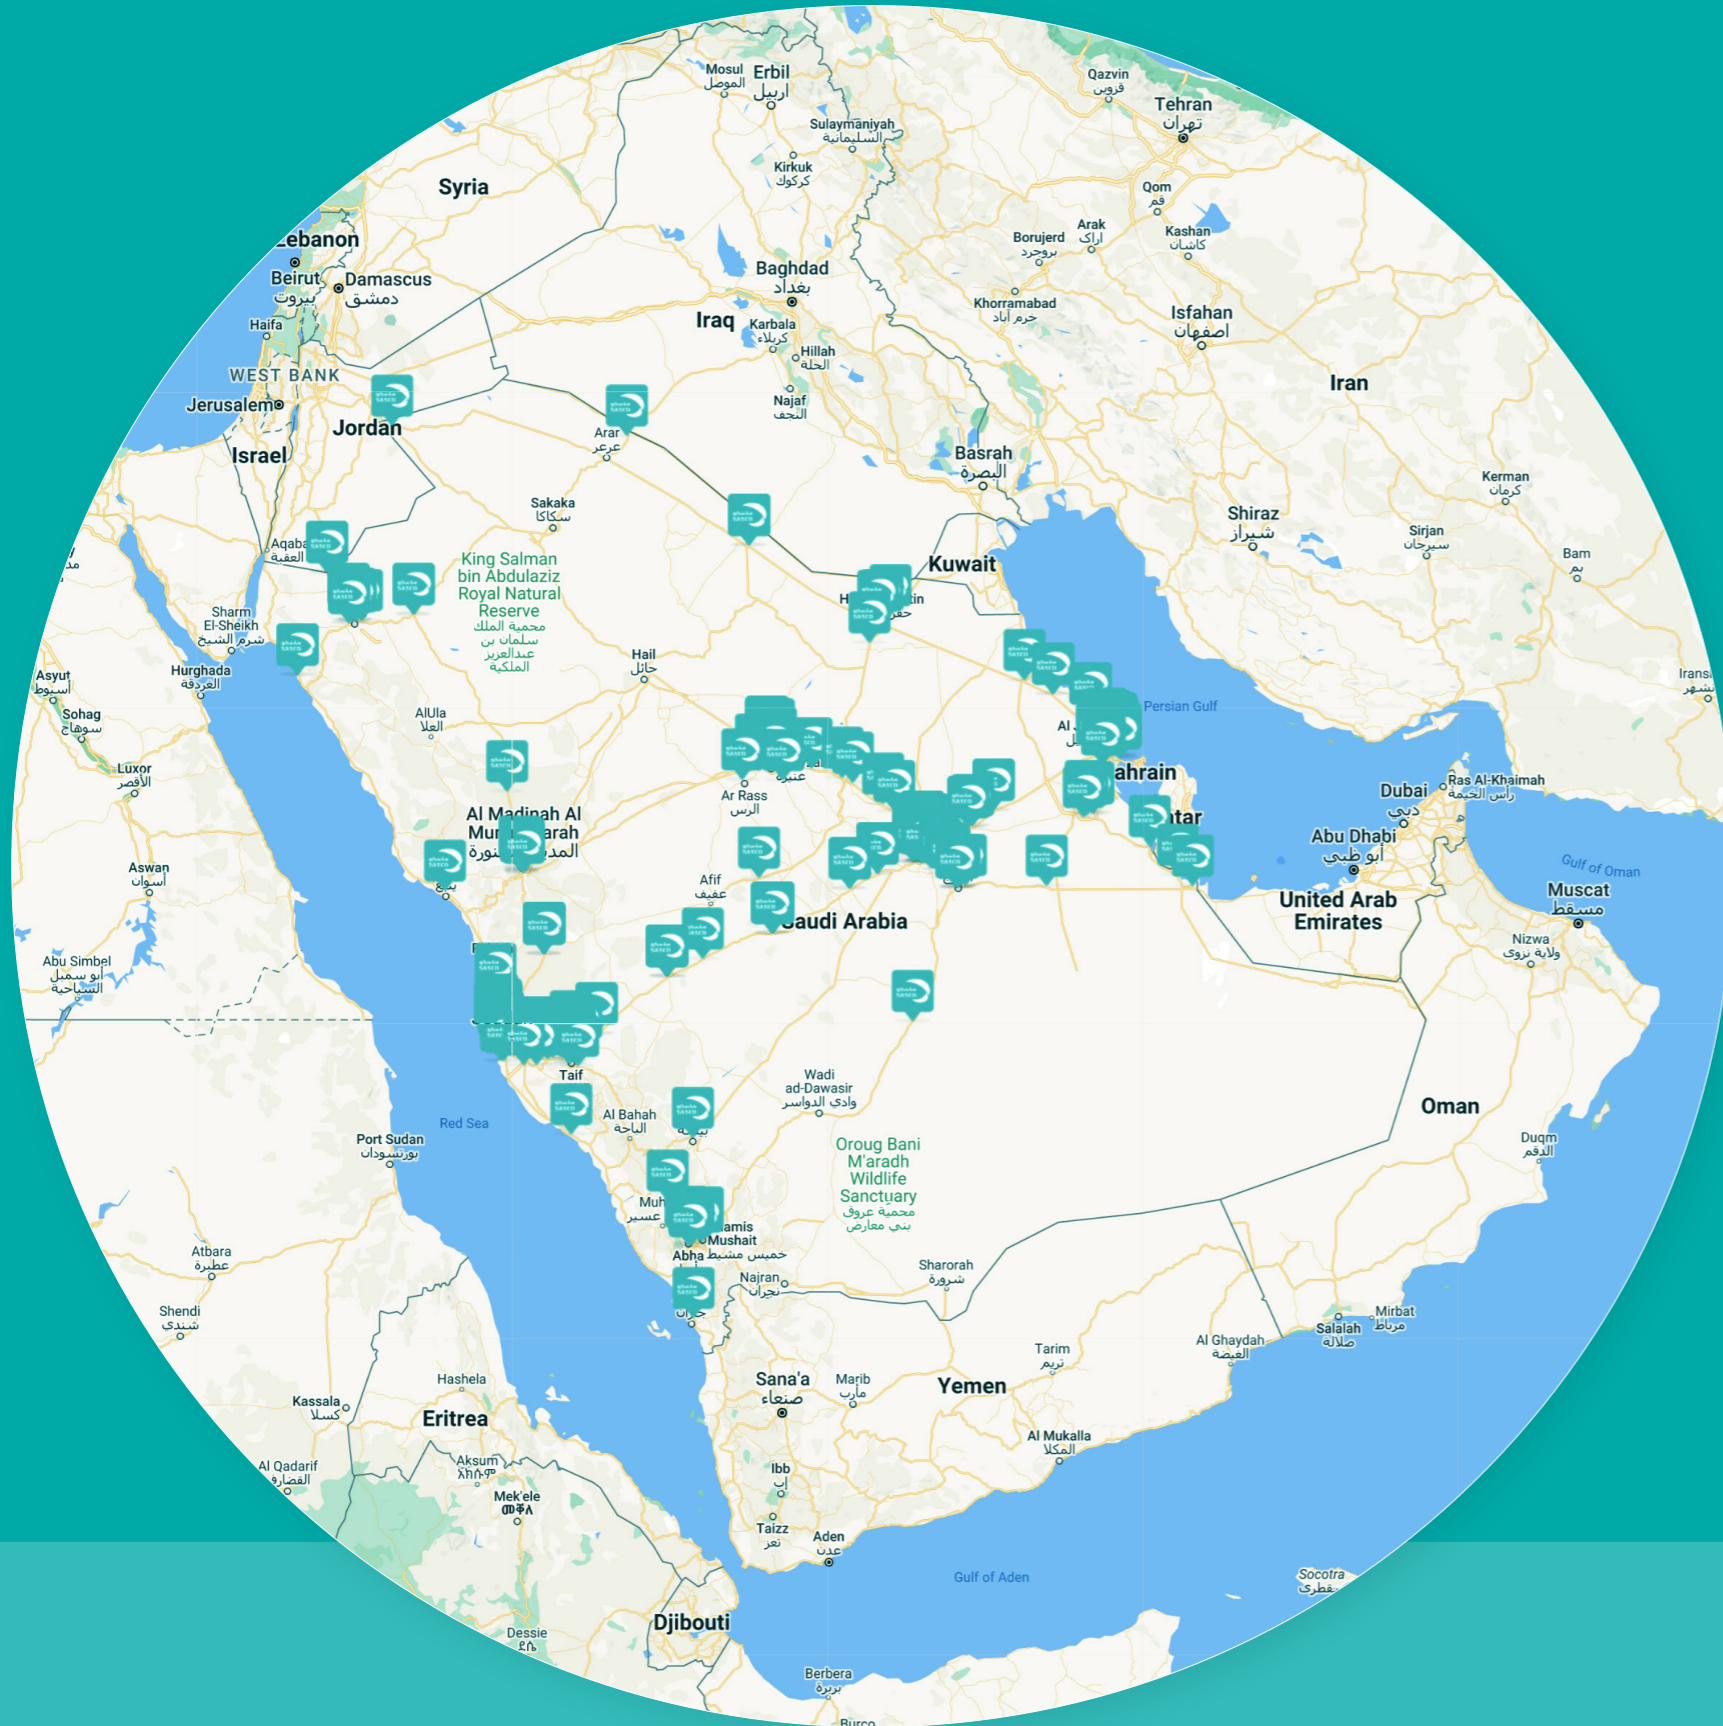 Mosul
الموصل
Erbil
اربيل
Qazvin
قزوین
Tehran
تهران
Sulaymaniyah
السليمانية
Kirkuk
كركوك
Syria
Qom
قم
Arak
اراک
Kashan
کاشان
Borujerd
بروجرد
Lebanon
Beirut
بيروت
Damascus
دمشق
Baghdad
بغداد
Khorramabad
خرم آباد
Isfahan
اصفهان
Haifa
Iraq
Karbala
كربلاء
Hillah
الحلة
WEST BANK
Jerusalem
Najaf
النجف
Iran
Jordan
Arar
عرعر
Israel
Basrah
البصرة
Kerman
کرمان
Sakaka
سكاكا
Shiraz
شیراز
Sirjan
سیرجان
Aqaba
العقبة
Kuwait
Bam
بم
King Salman
bin Abdulaziz
Royal Natural
Reserve
محمية الملك
سلمان بن
عبدالعزيز
الملكية
Sharm
El-Sheikh
شرم الشيخ
Hail
حائل
Hurghada
الغردقة
Asyut
أسيوط
Sohag
سوهاج
AlUla
العلا
Persian Gulf
Luxor
الأقصر
عنيزة
Ar Rass
الرس
Dubai
دبي
Ras Al-Khaimah
رأس الخيمة
Al Madinah Al
Abu Dhabi
أبو ظبي
Gulf of Oman
Aswan
أسوان
Afif
عفيف
Muscat
مسقط
United Arab
Emirates
Saudi Arabia
Nizwa
ولاية نزوى
Abu Simbel
أبو سمبل
السياحية
Taif
Wadi
ad-Dawasir
وادي الدواسر
Red Sea
Al Bahah
الباحة
Oman
Port Sudan
بورتسودان
Duqm
الدقم
Oroug Bani
M'aradh
Wildlife
Sanctuary
محمية عروق
بني معارض
عسير
Mushait
خميس مشيط
Abha
Atbara
عطبرة
Najran
نجران
Sharorah
شرورة
Shendi
شندي
Mirbat
مرباط
Salalah
صلالة
Al Ghaydah
الغيضة
Tarim
تريم
Hashela
Sana'a
صنعاء
Marib
مأرب
Yemen
Kassala
كسلا
Eritrea
Al Mukalla
المكلا
Al Qadarif
القضارف
Aksum
አክሱም
Ibb
إب
Mek'ele
መቐለ
Taizz
تعز
Aden
عدن
Gulf of Aden
Socotra
سقطرى
Djibouti
Dessie
ደሴ
Berbera
بربرة
Burco